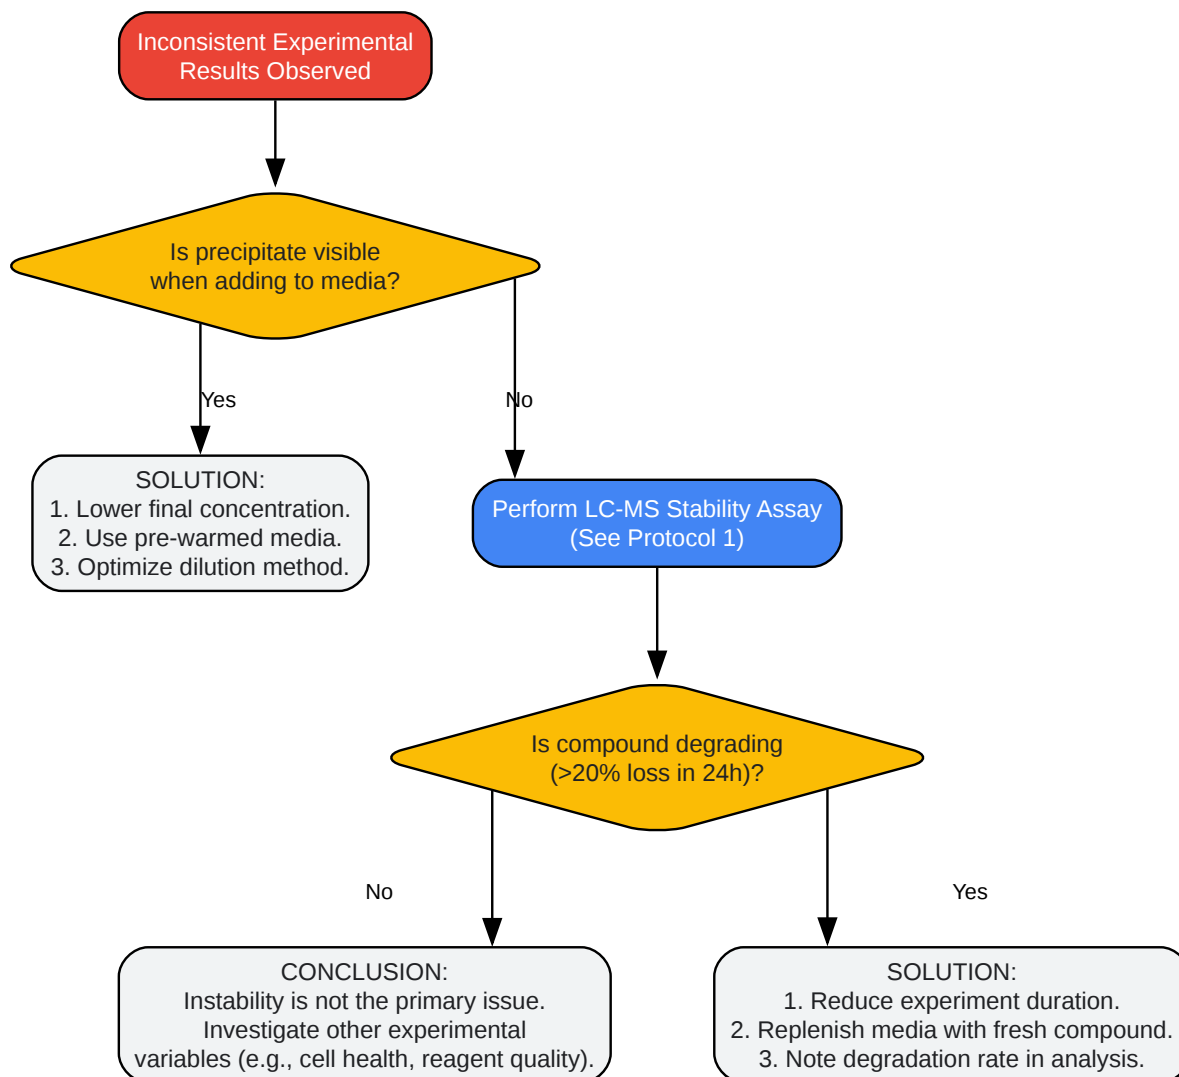 Inconsistent Experimental
Results Observed
Is precipitate visible
when adding to media?
Yes
No
SOLUTION:
1. Lower final concentration.
2. Use pre-warmed media.
3. Optimize dilution method.
Perform LC-MS Stability Assay
(See Protocol 1)
Is compound degrading
(>20% loss in 24h)?
No
Yes
CONCLUSION:
Instability is not the primary issue.
Investigate other experimental
variables (e.g., cell health, reagent quality).
SOLUTION:
1. Reduce experiment duration.
2. Replenish media with fresh compound.
3. Note degradation rate in analysis.